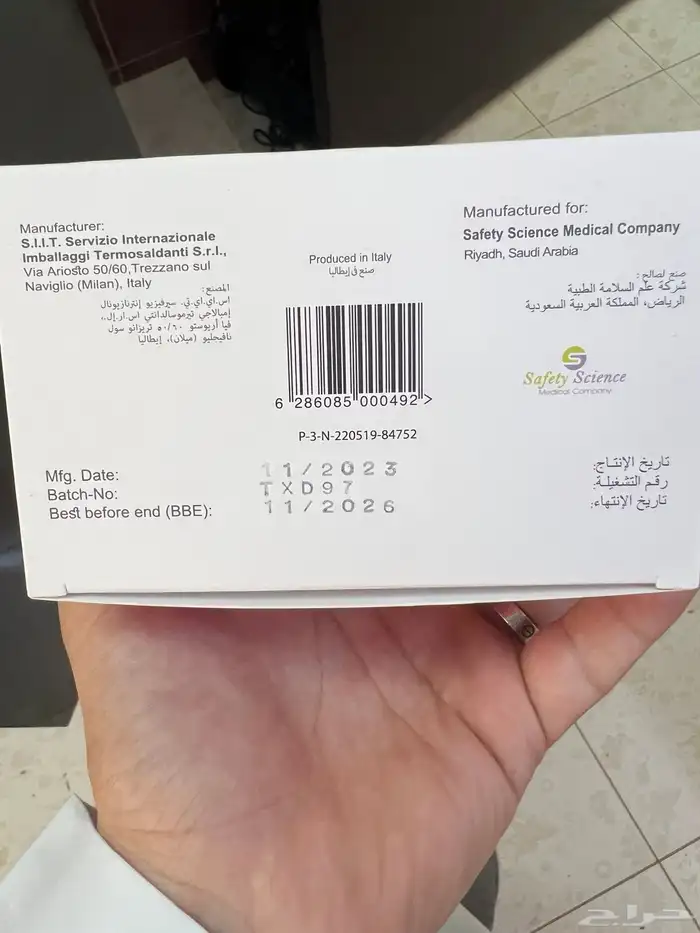 Manufacturer:
S.I.I.T. Servizio Internazionale
Imballaggi Termosaldanti S.r.l.,
Via Ariosto 50/60,Trezzano sul
Naviglio (Milan), Italy
المصنع:
اس.اي.اي.تي. سيرفيزيو إنترنازيونال
إمبالاجي تيرموسالدانتي اس.ار.إل.،
فيا أريوستو ٥٠/٦٠ تريزانو سول
نافيجليو (ميلان)، إيطاليا
Produced in Italy
صنع في إيطاليا
6 286085 000492 >
P-3-N-220519-84752
Manufactured for:
Safety Science Medical Company
Riyadh, Saudi Arabia
صنع لصالح:
شركة علم السلامة الطبية
الرياض، المملكة العربية السعودية
Safety Science
Medical Company
Mfg. Date: 11/2023 تاريخ الإنتاج:
Batch-No: TXD97 رقم التشغيلة:
Best before end (BBE): 11/2026 تاريخ الإنتهاء:
حراج